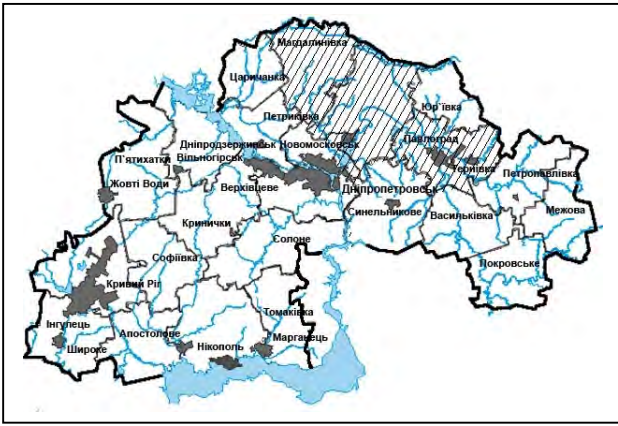 Магдалинівка
Царичанка
Петриківка
Юр'ївка
Дніпродзержинськ
Новомосковськ
Павлоград
П'ятихатки
Вільногірськ
Тернівка
Петропавлівка
Жовті Води
Верхівцеве
Дніпропетровськ
Синельникове
Васильківка
Межова
Кринички
Солоне
Софіївка
Покровське
Кривий Ріг
Томаківка
Інгулець
Апостолове
Нікополь
Марганець
Широке